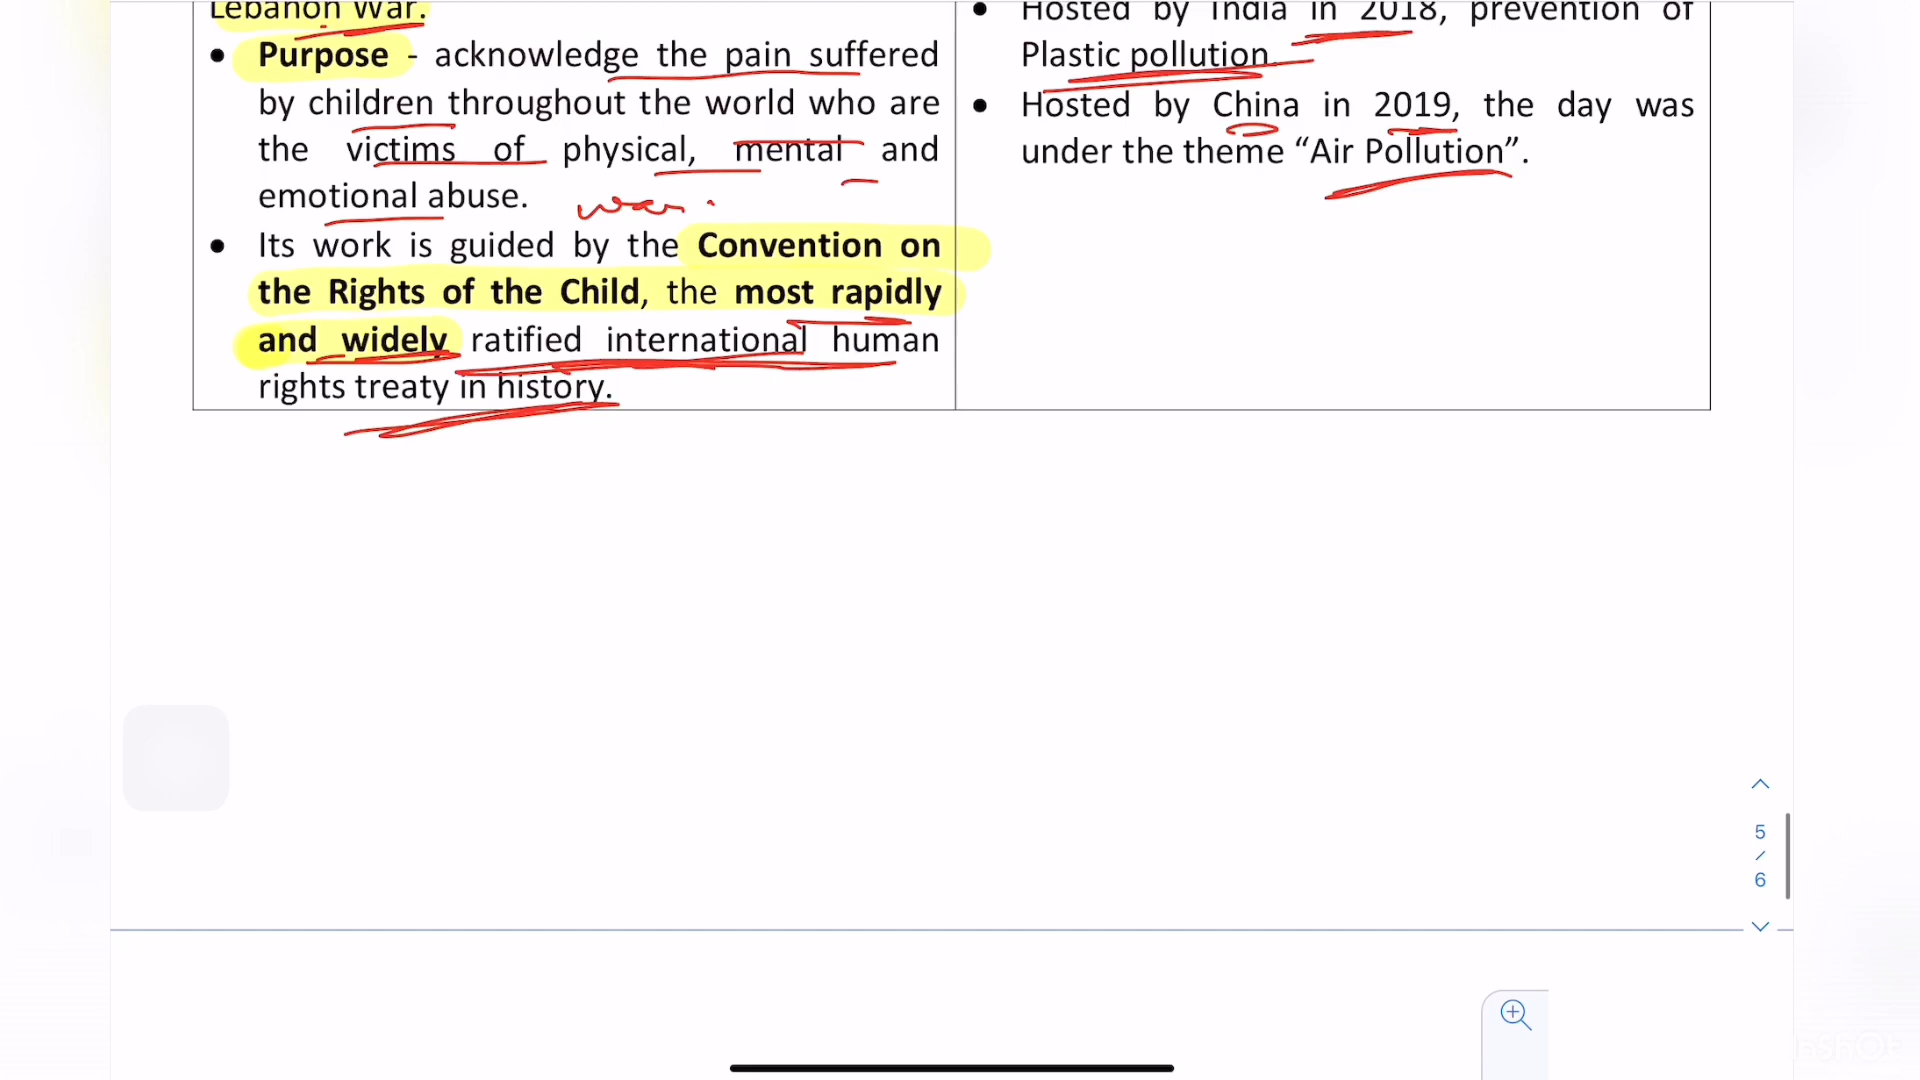 Lebanon War.
Purpose - acknowledge the pain suffered
by children throughout the world who are
the victims of physical, mental and
emotional abuse. war.
Its work is guided by the Convention on
the Rights of the Child, the most rapidly
and widely ratified international human
rights treaty in history.
Hosted by India in 2018, prevention of
Plastic pollution.
Hosted by China in 2019, the day was
under the theme “Air Pollution”.
5
/
6